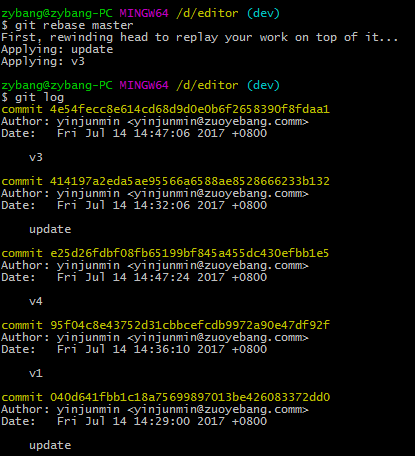 zybang@zybang-PC MINGW64 /d/editor (dev)
$ git rebase master
First, rewinding head to replay your work on top of it...
Applying: update
Applying: v3
zybang@zybang-PC MINGW64 /d/editor (dev)
$ git log
commit 4e54fecc8e614cd68d9d0e0b6f2658390f8fdaa1
Author: yinjunmin <yinjunmin@zuoyebang.comm>
Date:   Fri Jul 14 14:47:06 2017 +0800
v3
commit 414197a2eda5ae95566a6588ae8528666233b132
Author: yinjunmin <yinjunmin@zuoyebang.comm>
Date:   Fri Jul 14 14:32:06 2017 +0800
update
commit e25d26fdbf08fb65199bf845a455dc430efbb1e5
Author: yinjunmin <yinjunmin@zuoyebang.comm>
Date:   Fri Jul 14 14:47:24 2017 +0800
v4
commit 95f04c8e43752d31cbbcefcdb9972a90e47df92f
Author: yinjunmin <yinjunmin@zuoyebang.comm>
Date:   Fri Jul 14 14:36:10 2017 +0800
v1
commit 040d641fbb1c18a75699897013be426083372dd0
Author: yinjunmin <yinjunmin@zuoyebang.comm>
Date:   Fri Jul 14 14:29:00 2017 +0800
update